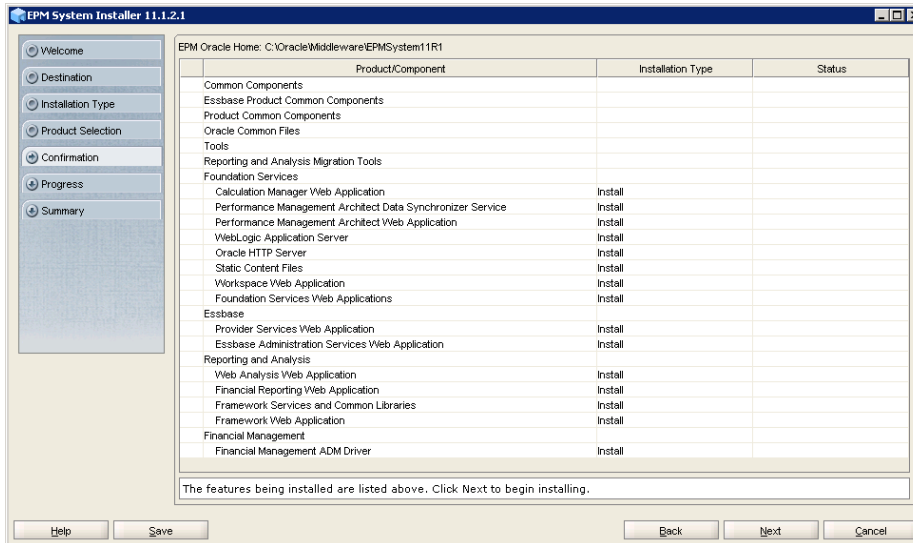 EPM System Installer 11.1.2.1
Welcome
Destination
Installation Type
Product Selection
Confirmation
Progress
Summary
EPM Oracle Home: C:\Oracle\Middleware\EPMSystem11R1
Product/Component Installation Type Status
Common Components
Essbase Product Common Components
Product Common Components
Oracle Common Files
Tools
Reporting and Analysis Migration Tools
Foundation Services
Calculation Manager Web Application Install
Performance Management Architect Data Synchronizer Service Install
Performance Management Architect Web Application Install
WebLogic Application Server Install
Oracle HTTP Server Install
Static Content Files Install
Workspace Web Application Install
Foundation Services Web Applications Install
Essbase
Provider Services Web Application Install
Essbase Administration Services Web Application Install
Reporting and Analysis
Web Analysis Web Application Install
Financial Reporting Web Application Install
Framework Services and Common Libraries Install
Framework Web Application Install
Financial Management
Financial Management ADM Driver Install
The features being installed are listed above. Click Next to begin installing.
Help Save Back Next Cancel